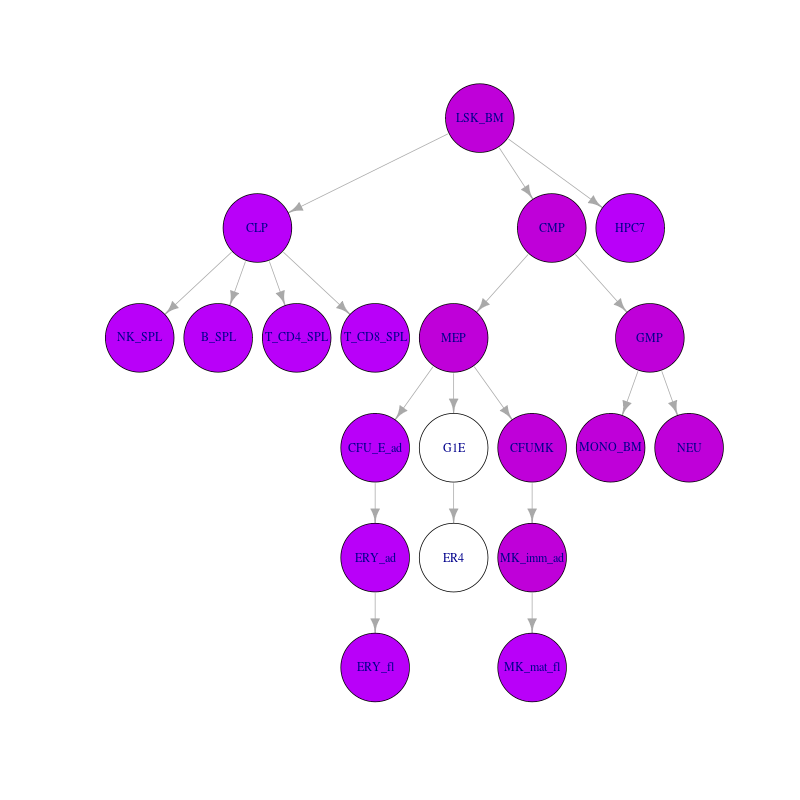 LSK_BM
CLP
CMP
HPC7
NK_SPL
B_SPL
T_CD4_SPL
T_CD8_SPL
MEP
GMP
CFU_E_ad
G1E
CFUMK
MONO_BM
NEU
ERY_ad
ER4
MK_imm_ad
ERY_fl
MK_mat_fl